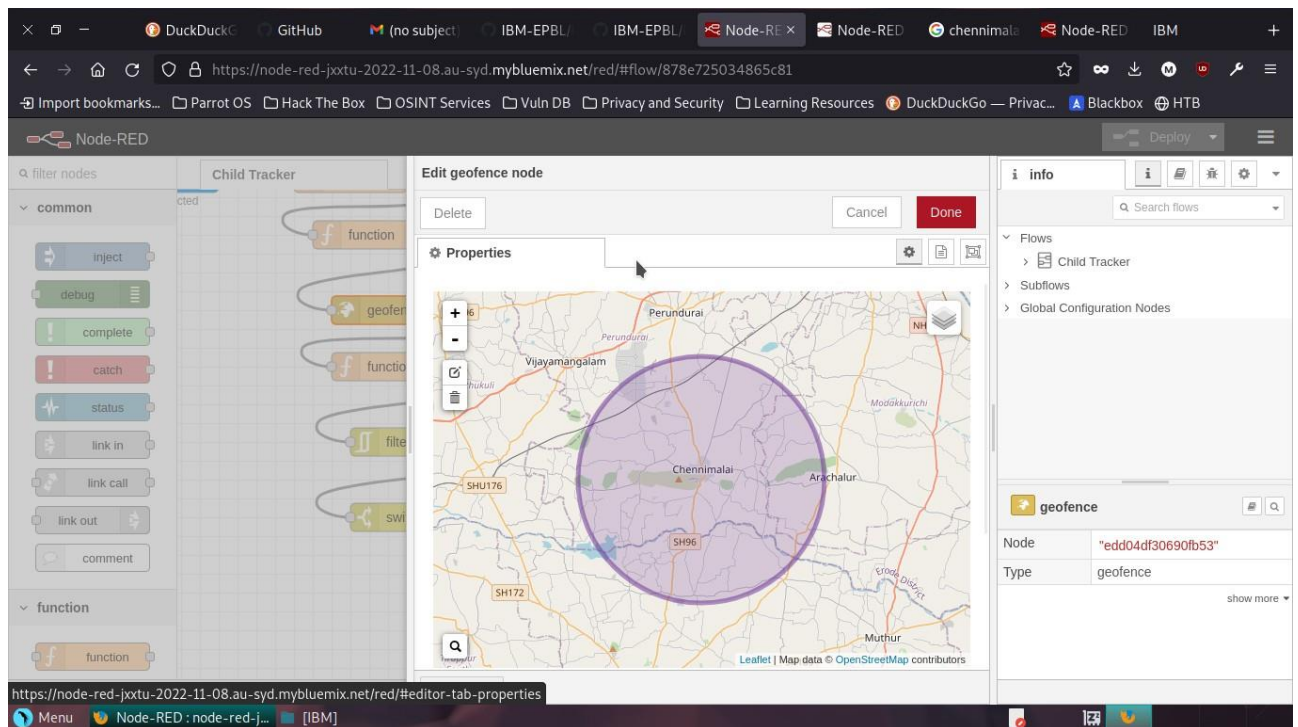 DuckDuckG
GitHub
(no subject)
IBM-EPBL/
IBM-EPBL/
Node-RE
Node-RED
chennimala
Node-RED
IBM
https://node-red-jxxtu-2022-11-08.au-syd.mybluemix.net/red/#flow/878e725034865c81
Import bookmarks...
Parrot OS
Hack The Box
OSINT Services
Vuln DB
Privacy and Security
Learning Resources
DuckDuckGo — Privac...
Blackbox
HTB
Node-RED
Deploy
filter nodes
common
inject
debug
complete
catch
status
link in
link call
link out
comment
function
function
Child Tracker
cted
function
geofen
functio
filte
swi
Edit geofence node
Delete
Cancel
Done
Properties
Perundurai
NH
Perundurai
Vijayamangalam
hukuli
Modakkurichi
Chennimalai
Arachalur
SHU176
SH96
Erode District
SH172
Muthur
Leaflet | Map data © OpenStreetMap contributors
i info
Search flows
Flows
Child Tracker
Subflows
Global Configuration Nodes
geofence
Node "edd04df30690fb53"
Type geofence
show more
https://node-red-jxxtu-2022-11-08.au-syd.mybluemix.net/red/#editor-tab-properties
Menu
Node-RED : node-red-j...
[IBM]